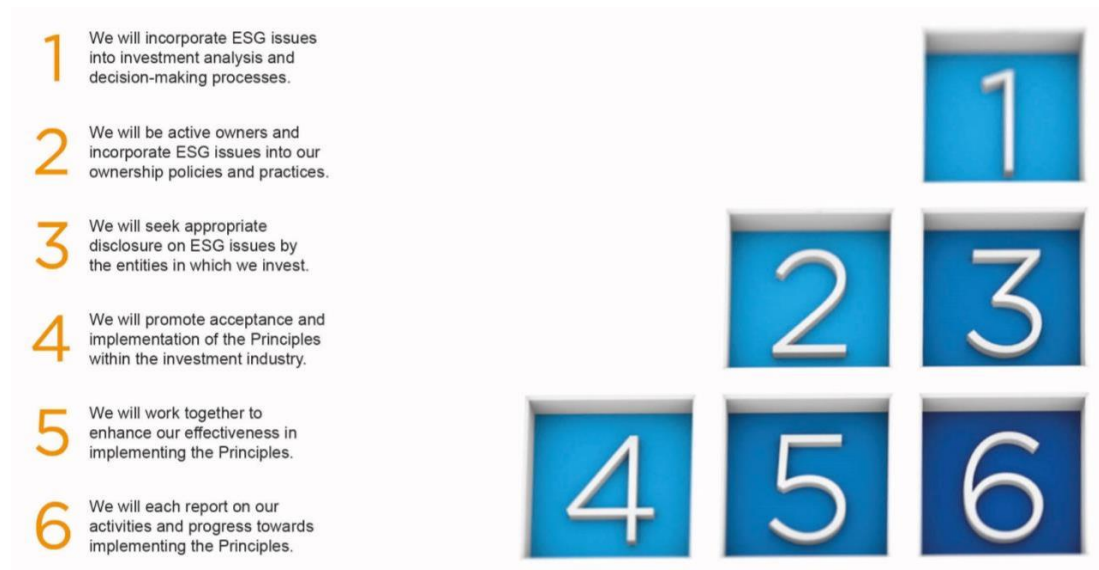 1
We will incorporate ESG issues
into investment analysis and
decision-making processes.
2
We will be active owners and
incorporate ESG issues into our
ownership policies and practices.
3
We will seek appropriate
disclosure on ESG issues by
the entities in which we invest.
4
We will promote acceptance and
implementation of the Principles
within the investment industry.
5
We will work together to
enhance our effectiveness in
implementing the Principles.
6
We will each report on our
activities and progress towards
implementing the Principles.
1
2 3
4 5 6